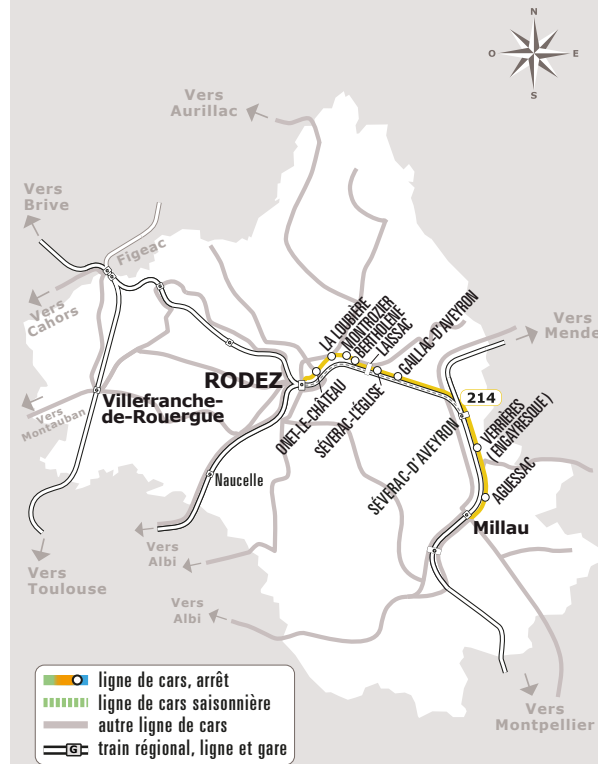 N
O E
S
Vers
Aurillac
Vers
Brive
Figeac
Vers
Cahors
Vers
Mende
LA LOUBIÈRE
MONTROZIER
BERTHOLÈNE
LAISSAC
GAILLAC-D'AVEYRON
RODEZ
Villefranche-
de-Rouergue
Vers
Montauban
ONET-LE-CHÂTEAU
SÉVERAC-L'ÉGLISE
SÉVERAC-D'AVEYRON
214
VERRIÈRES
(ENGAYRESQUE)
AGUESSAC
Naucelle
Millau
Vers
Albi
Vers
Toulouse
Vers
Albi
Vers
Montpellier
ligne de cars, arrêt
ligne de cars saisonnière
autre ligne de cars
G train régional, ligne et gare